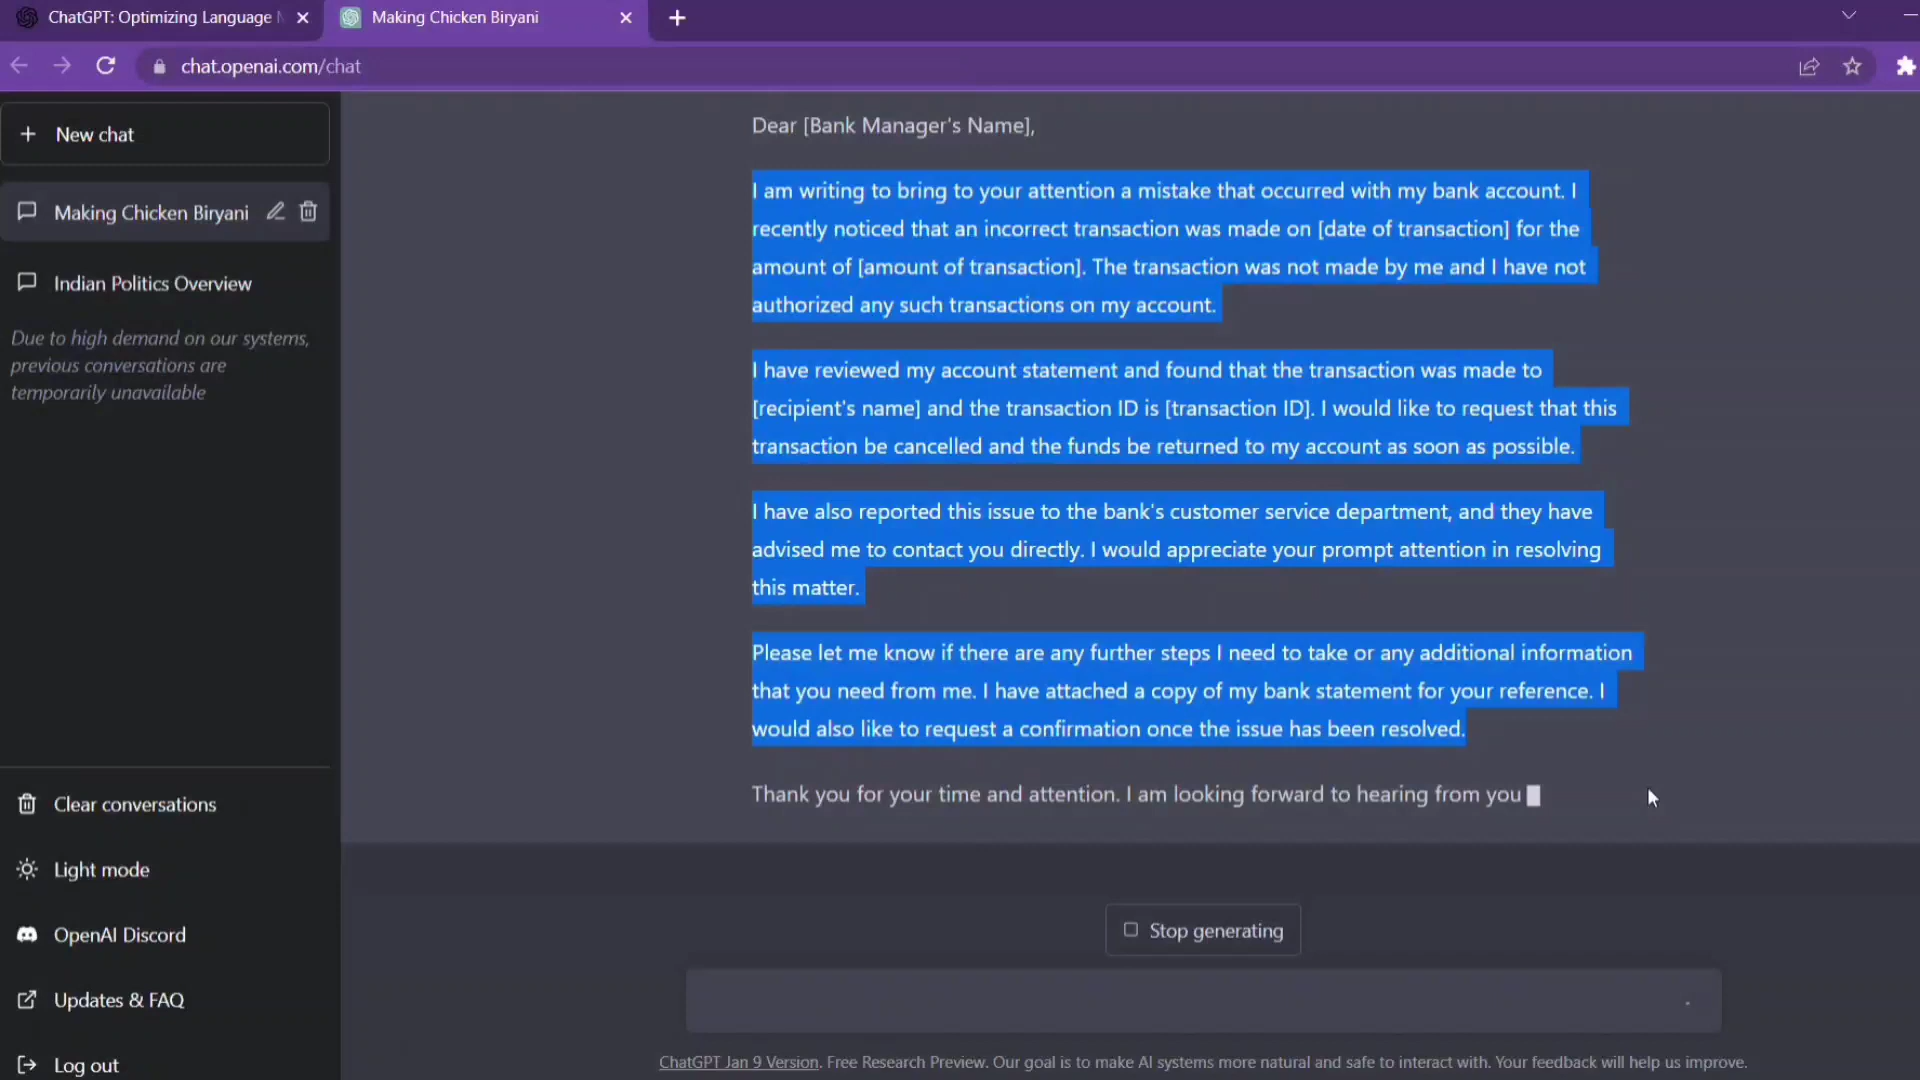 ChatGPT: Optimizing Language
Making Chicken Biryani
chat.openai.com/chat
New chat
Making Chicken Biryani
Indian Politics Overview
Due to high demand on our systems,
previous conversations are
temporarily unavailable
Clear conversations
Light mode
OpenAI Discord
Updates & FAQ
Log out
Dear [Bank Manager's Name],
I am writing to bring to your attention a mistake that occurred with my bank account. I
recently noticed that an incorrect transaction was made on [date of transaction] for the
amount of [amount of transaction]. The transaction was not made by me and I have not
authorized any such transactions on my account.
I have reviewed my account statement and found that the transaction was made to
[recipient's name] and the transaction ID is [transaction ID]. I would like to request that this
transaction be cancelled and the funds be returned to my account as soon as possible.
I have also reported this issue to the bank's customer service department, and they have
advised me to contact you directly. I would appreciate your prompt attention in resolving
this matter.
Please let me know if there are any further steps I need to take or any additional information
that you need from me. I have attached a copy of my bank statement for your reference. I
would also like to request a confirmation once the issue has been resolved.
Thank you for your time and attention. I am looking forward to hearing from you
Stop generating
ChatGPT Jan 9 Version. Free Research Preview. Our goal is to make AI systems more natural and safe to interact with. Your feedback will help us improve.